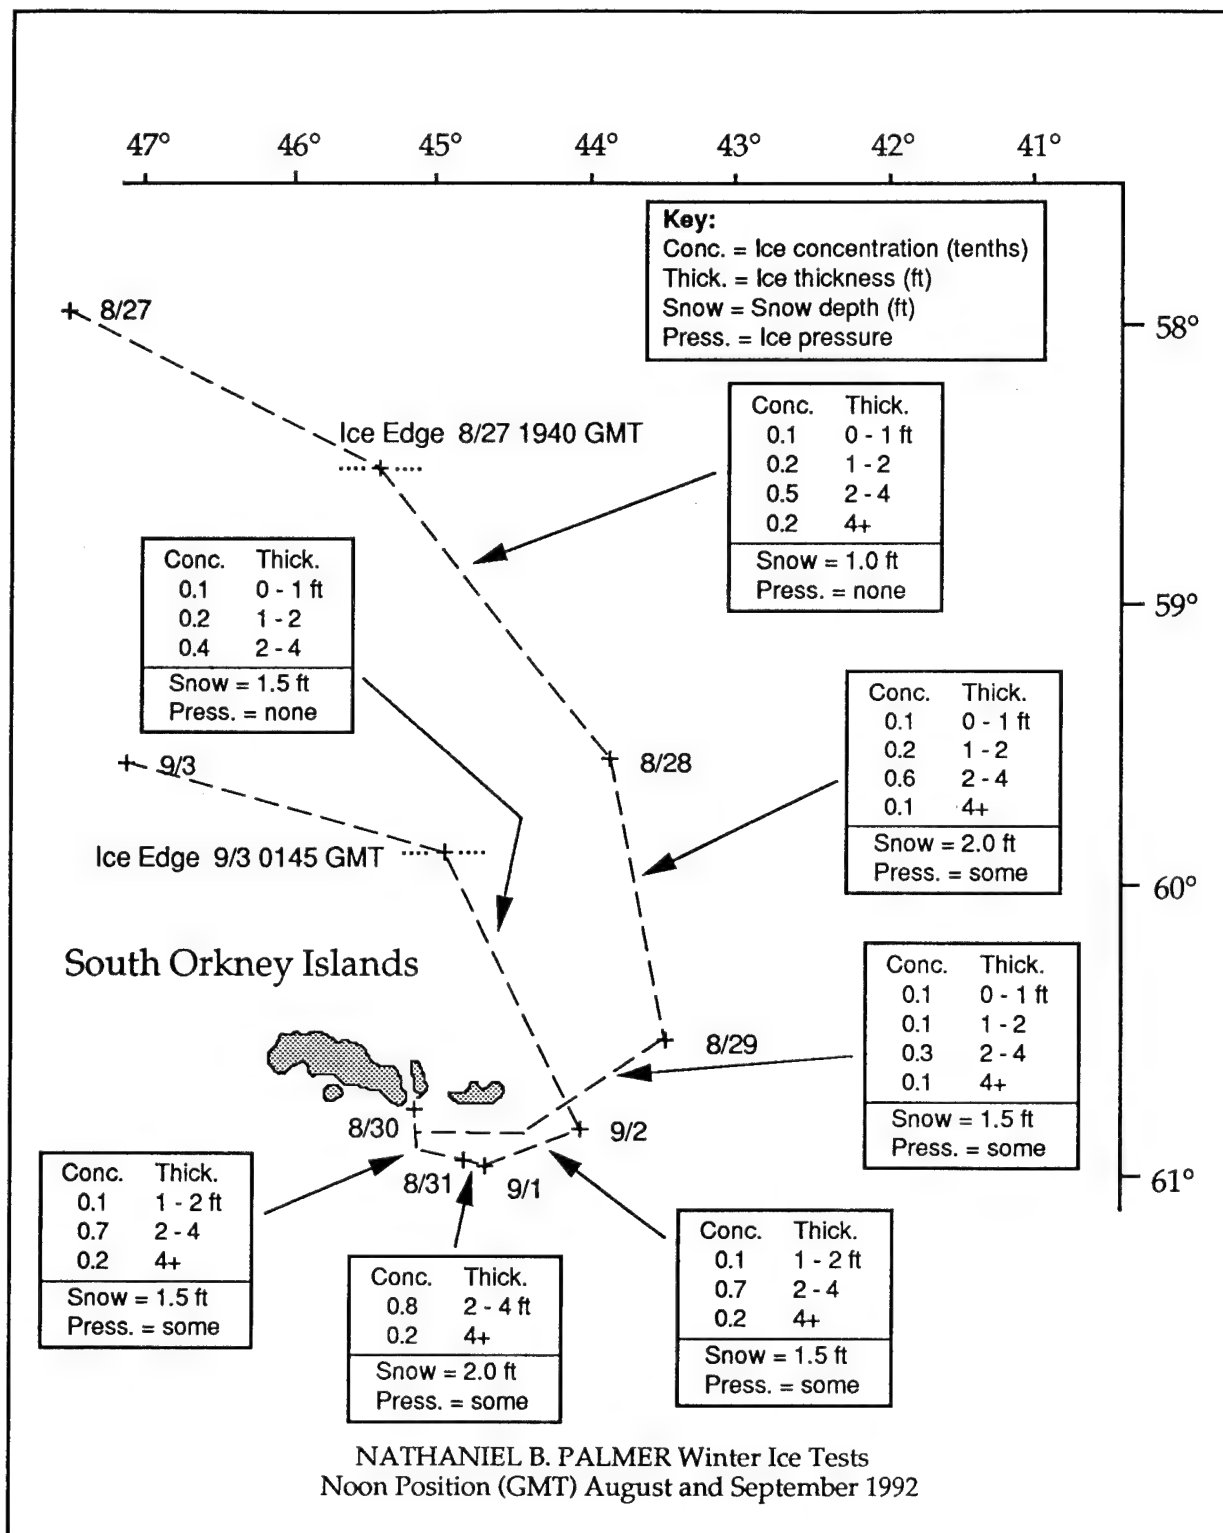 47° 46° 45° 44° 43° 42° 41°
Key:
Conc. = Ice concentration (tenths)
Thick. = Ice thickness (ft)
Snow = Snow depth (ft)
Press. = Ice pressure
8/27
58°
Ice Edge 8/27 1940 GMT
Conc. Thick.
0.1 0 - 1 ft
0.2 1 - 2
0.5 2 - 4
0.2 4+
Snow = 1.0 ft
Press. = none
59°
Conc. Thick.
0.1 0 - 1 ft
0.2 1 - 2
0.4 2 - 4
Snow = 1.5 ft
Press. = none
Conc. Thick.
0.1 0 - 1 ft
0.2 1 - 2
0.6 2 - 4
0.1 4+
Snow = 2.0 ft
Press. = some
9/3
8/28
Ice Edge 9/3 0145 GMT
60°
South Orkney Islands
Conc. Thick.
0.1 0 - 1 ft
0.1 1 - 2
0.3 2 - 4
0.1 4+
Snow = 1.5 ft
Press. = some
8/29
8/30
9/2
8/31
9/1
61°
Conc. Thick.
0.1 1 - 2 ft
0.7 2 - 4
0.2 4+
Snow = 1.5 ft
Press. = some
Conc. Thick.
0.8 2 - 4 ft
0.2 4+
Snow = 2.0 ft
Press. = some
Conc. Thick.
0.1 1 - 2 ft
0.7 2 - 4
0.2 4+
Snow = 1.5 ft
Press. = some
NATHANIEL B. PALMER Winter Ice Tests
Noon Position (GMT) August and September 1992